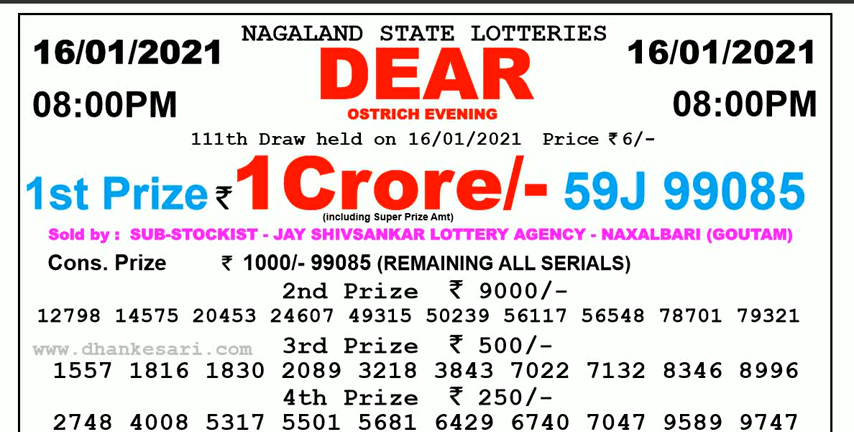 NAGALAND STATE LOTTERIES
16/01/2021 DEAR 16/01/2021
08:00PM OSTRICH EVENING 08:00PM
111th Draw held on 16/01/2021 Price ₹ 6/-
1st Prize ₹ 1Crore/- 59J 99085
(including Super Prize Amt)
Sold by : SUB-STOCKIST - JAY SHIVSANKAR LOTTERY AGENCY - NAXALBARI (GOUTAM)
Cons. Prize ₹ 1000/- 99085 (REMAINING ALL SERIALS)
2nd Prize ₹ 9000/-
12798 14575 20453 24607 49315 50239 56117 56548 78701 79321
www.dhankesari.com 3rd Prize ₹ 500/-
1557 1816 1830 2089 3218 3843 7022 7132 8346 8996
4th Prize ₹ 250/-
2748 4008 5317 5501 5681 6429 6740 7047 9589 9747